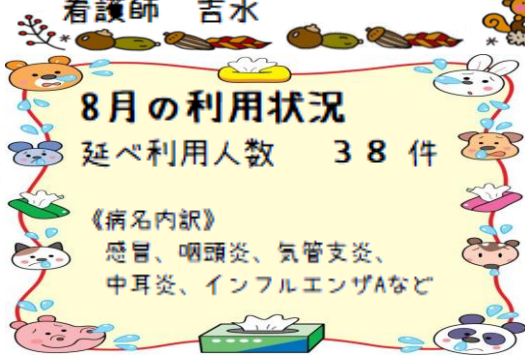 看護師　吉水
8月の利用状況
延べ利用人数　３８ 件
《病名内訳》
感冒、咽頭炎、気管支炎、
中耳炎、インフルエンザAなど